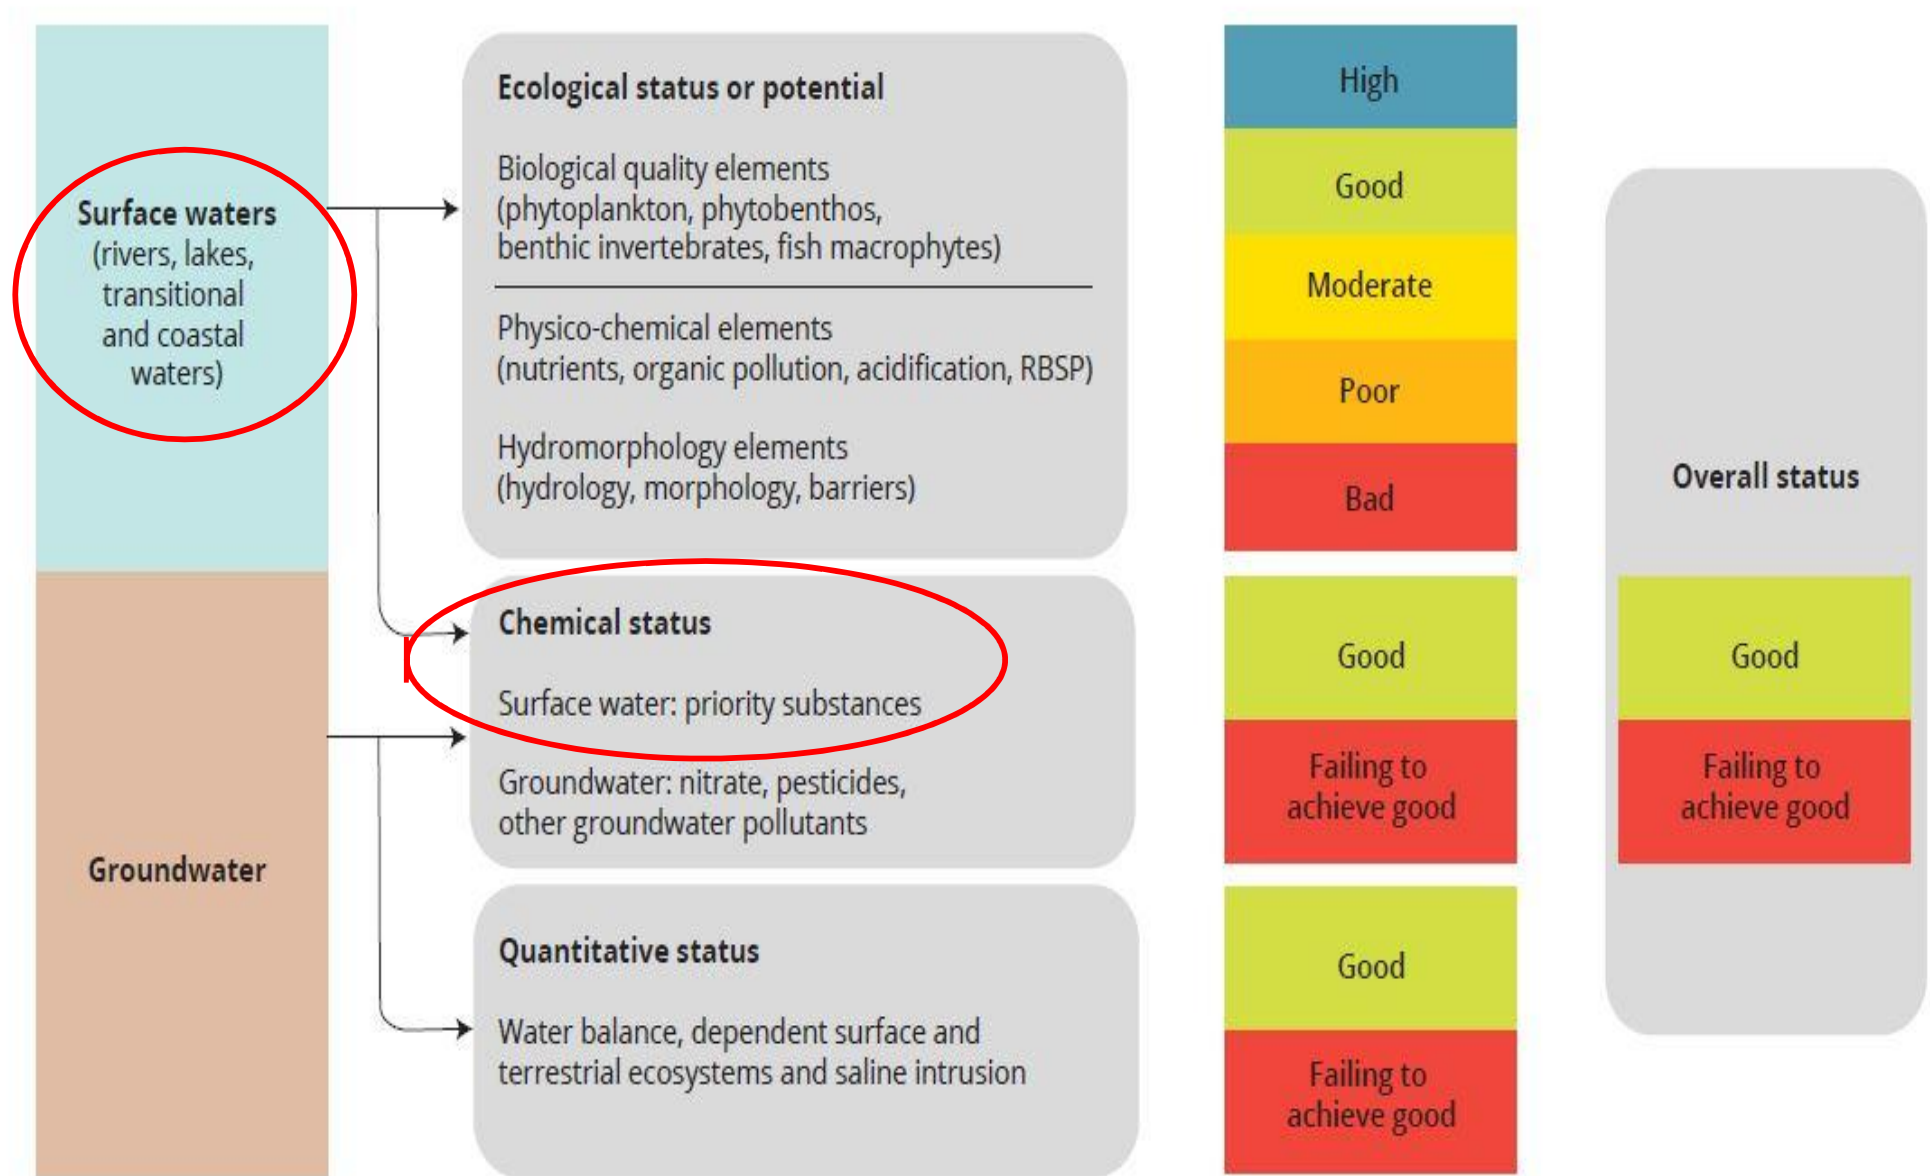 Surface waters
(rivers, lakes,
transitional
and coastal
waters)
Groundwater
Ecological status or potential
Biological quality elements
(phytoplankton, phytobenthos,
benthic invertebrates, fish macrophytes)
Physico-chemical elements
(nutrients, organic pollution, acidification, RBSP)
Hydromorphology elements
(hydrology, morphology, barriers)
Chemical status
Surface water: priority substances
Groundwater: nitrate, pesticides,
other groundwater pollutants
Quantitative status
Water balance, dependent surface and
terrestrial ecosystems and saline intrusion
High
Good
Moderate
Poor
Bad
Good
Failing to
achieve good
Good
Failing to
achieve good
Overall status
Good
Failing to
achieve good